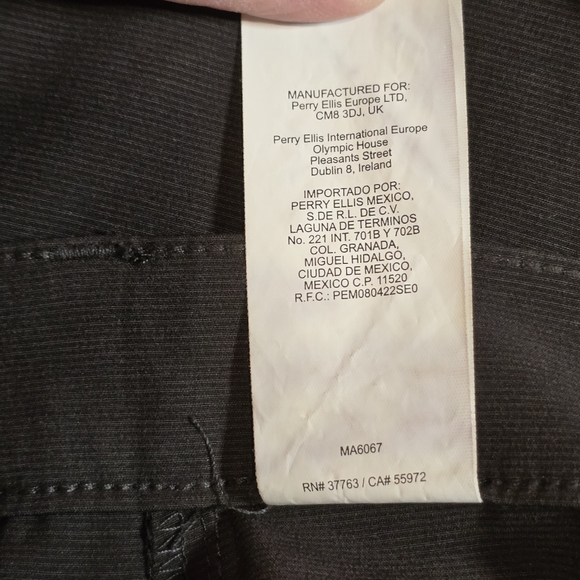 MANUFACTURED FOR:
Perry Ellis Europe LTD,
CM8 3DJ, UK
Perry Ellis International Europe
Olympic House
Pleasants Street
Dublin 8, Ireland
IMPORTADO POR:
PERRY ELLIS MEXICO,
S.DE R.L. DE C.V.
LAGUNA DE TERMINOS
No. 221 INT. 701B Y 702B
COL. GRANADA,
MIGUEL HIDALGO,
CIUDAD DE MEXICO,
MEXICO C.P. 11520
R.F.C.: PEM080422SE0
MA6067
RN# 37763 / CA# 55972